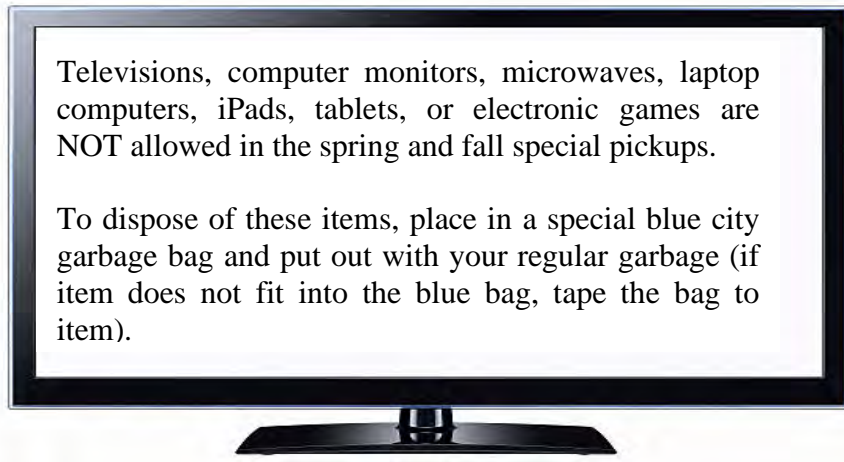 Televisions, computer monitors, microwaves, laptop
computers, iPads, tablets, or electronic games are
NOT allowed in the spring and fall special pickups.
To dispose of these items, place in a special blue city
garbage bag and put out with your regular garbage (if
item does not fit into the blue bag, tape the bag to
item).